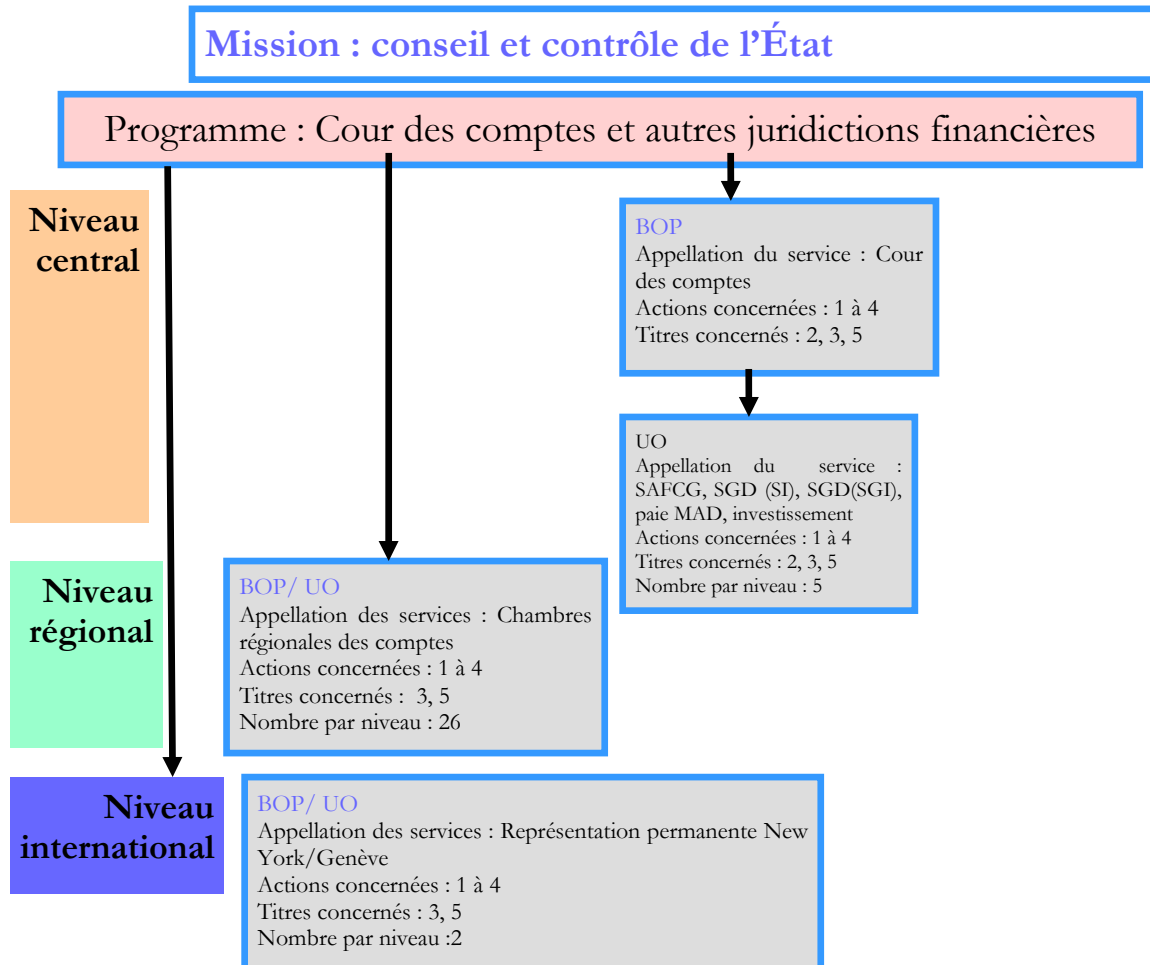 Mission : conseil et contrôle de l’État
Programme : Cour des comptes et autres juridictions financières
Niveau
central
BOP
Appellation du service : Cour
des comptes
Actions concernées : 1 à 4
Titres concernés : 2, 3, 5
UO
Appellation du service :
SAFCG, SGD (SI), SGD(SGI),
paie MAD, investissement
Actions concernées : 1 à 4
Titres concernés : 2, 3, 5
Nombre par niveau : 5
Niveau
régional
BOP/ UO
Appellation des services : Chambres
régionales des comptes
Actions concernées : 1 à 4
Titres concernés : 3, 5
Nombre par niveau : 26
Niveau
international
BOP/ UO
Appellation des services : Représentation permanente New
York/Genève
Actions concernées : 1 à 4
Titres concernés : 3, 5
Nombre par niveau :2